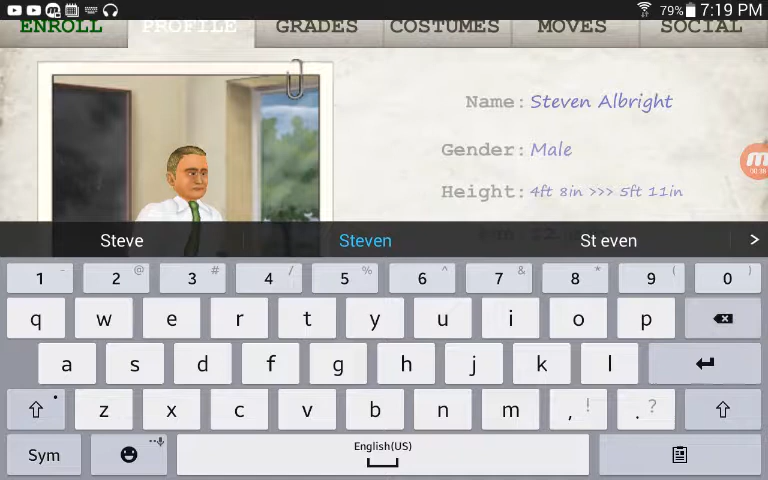 79% 7:19 PM
ENROLL PROFILE GRADES COSTUMES MOVES SOCIAL
Name: Steven Albright
Gender: Male
Height: 4ft 8in >>> 5ft 11in
Steve Steven St even >
1 - 2 @ 3 # 4 / 5 % 6 ^ 7 & 8 * 9 ( 0 )
q w e r t y u i o p
a s d f g h j k l
z x c v b n m , ! . ?
Sym English(US)